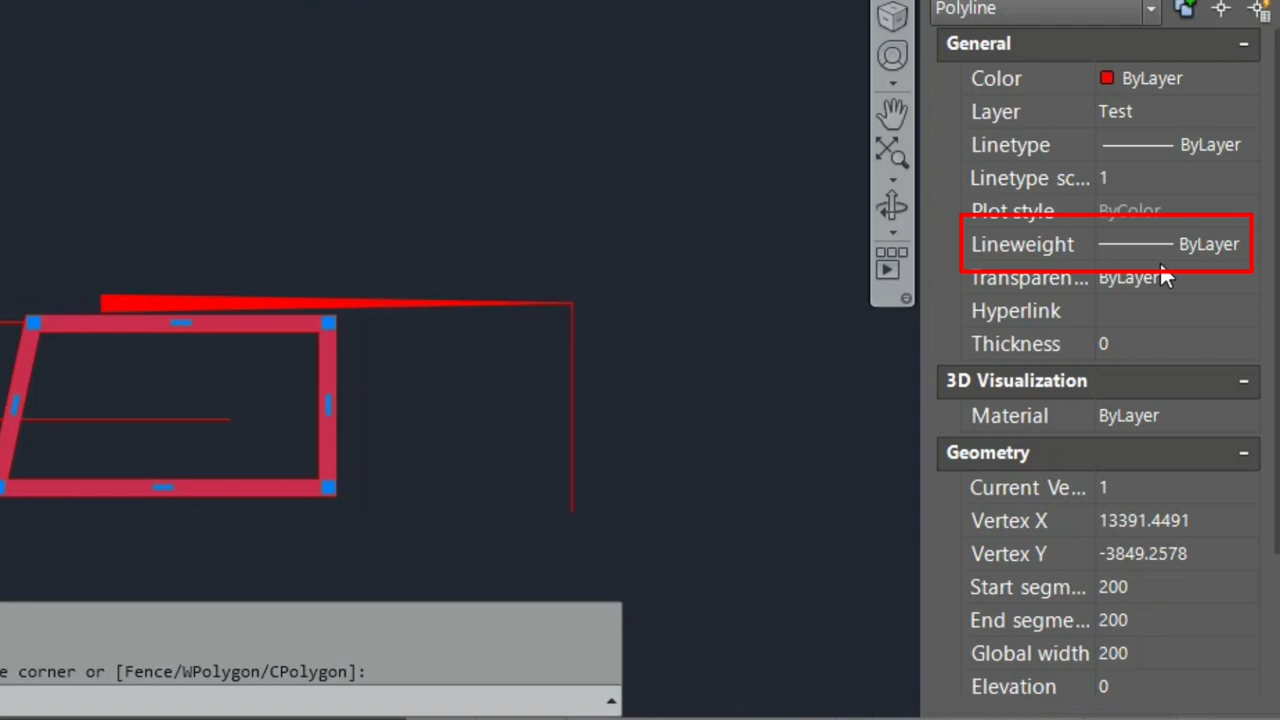 Polyline
General
Color ByLayer
Layer Test
Linetype ByLayer
Linetype sc... 1
Plot style ByColor
Lineweight ByLayer
Transparen... ByLayer
Hyperlink
Thickness 0
3D Visualization
Material ByLayer
Geometry
Current Ve... 1
Vertex X 13391.4491
Vertex Y -3849.2578
Start segm... 200
End segme... 200
Global width 200
Elevation 0
e corner or [Fence/WPolygon/CPolygon]: